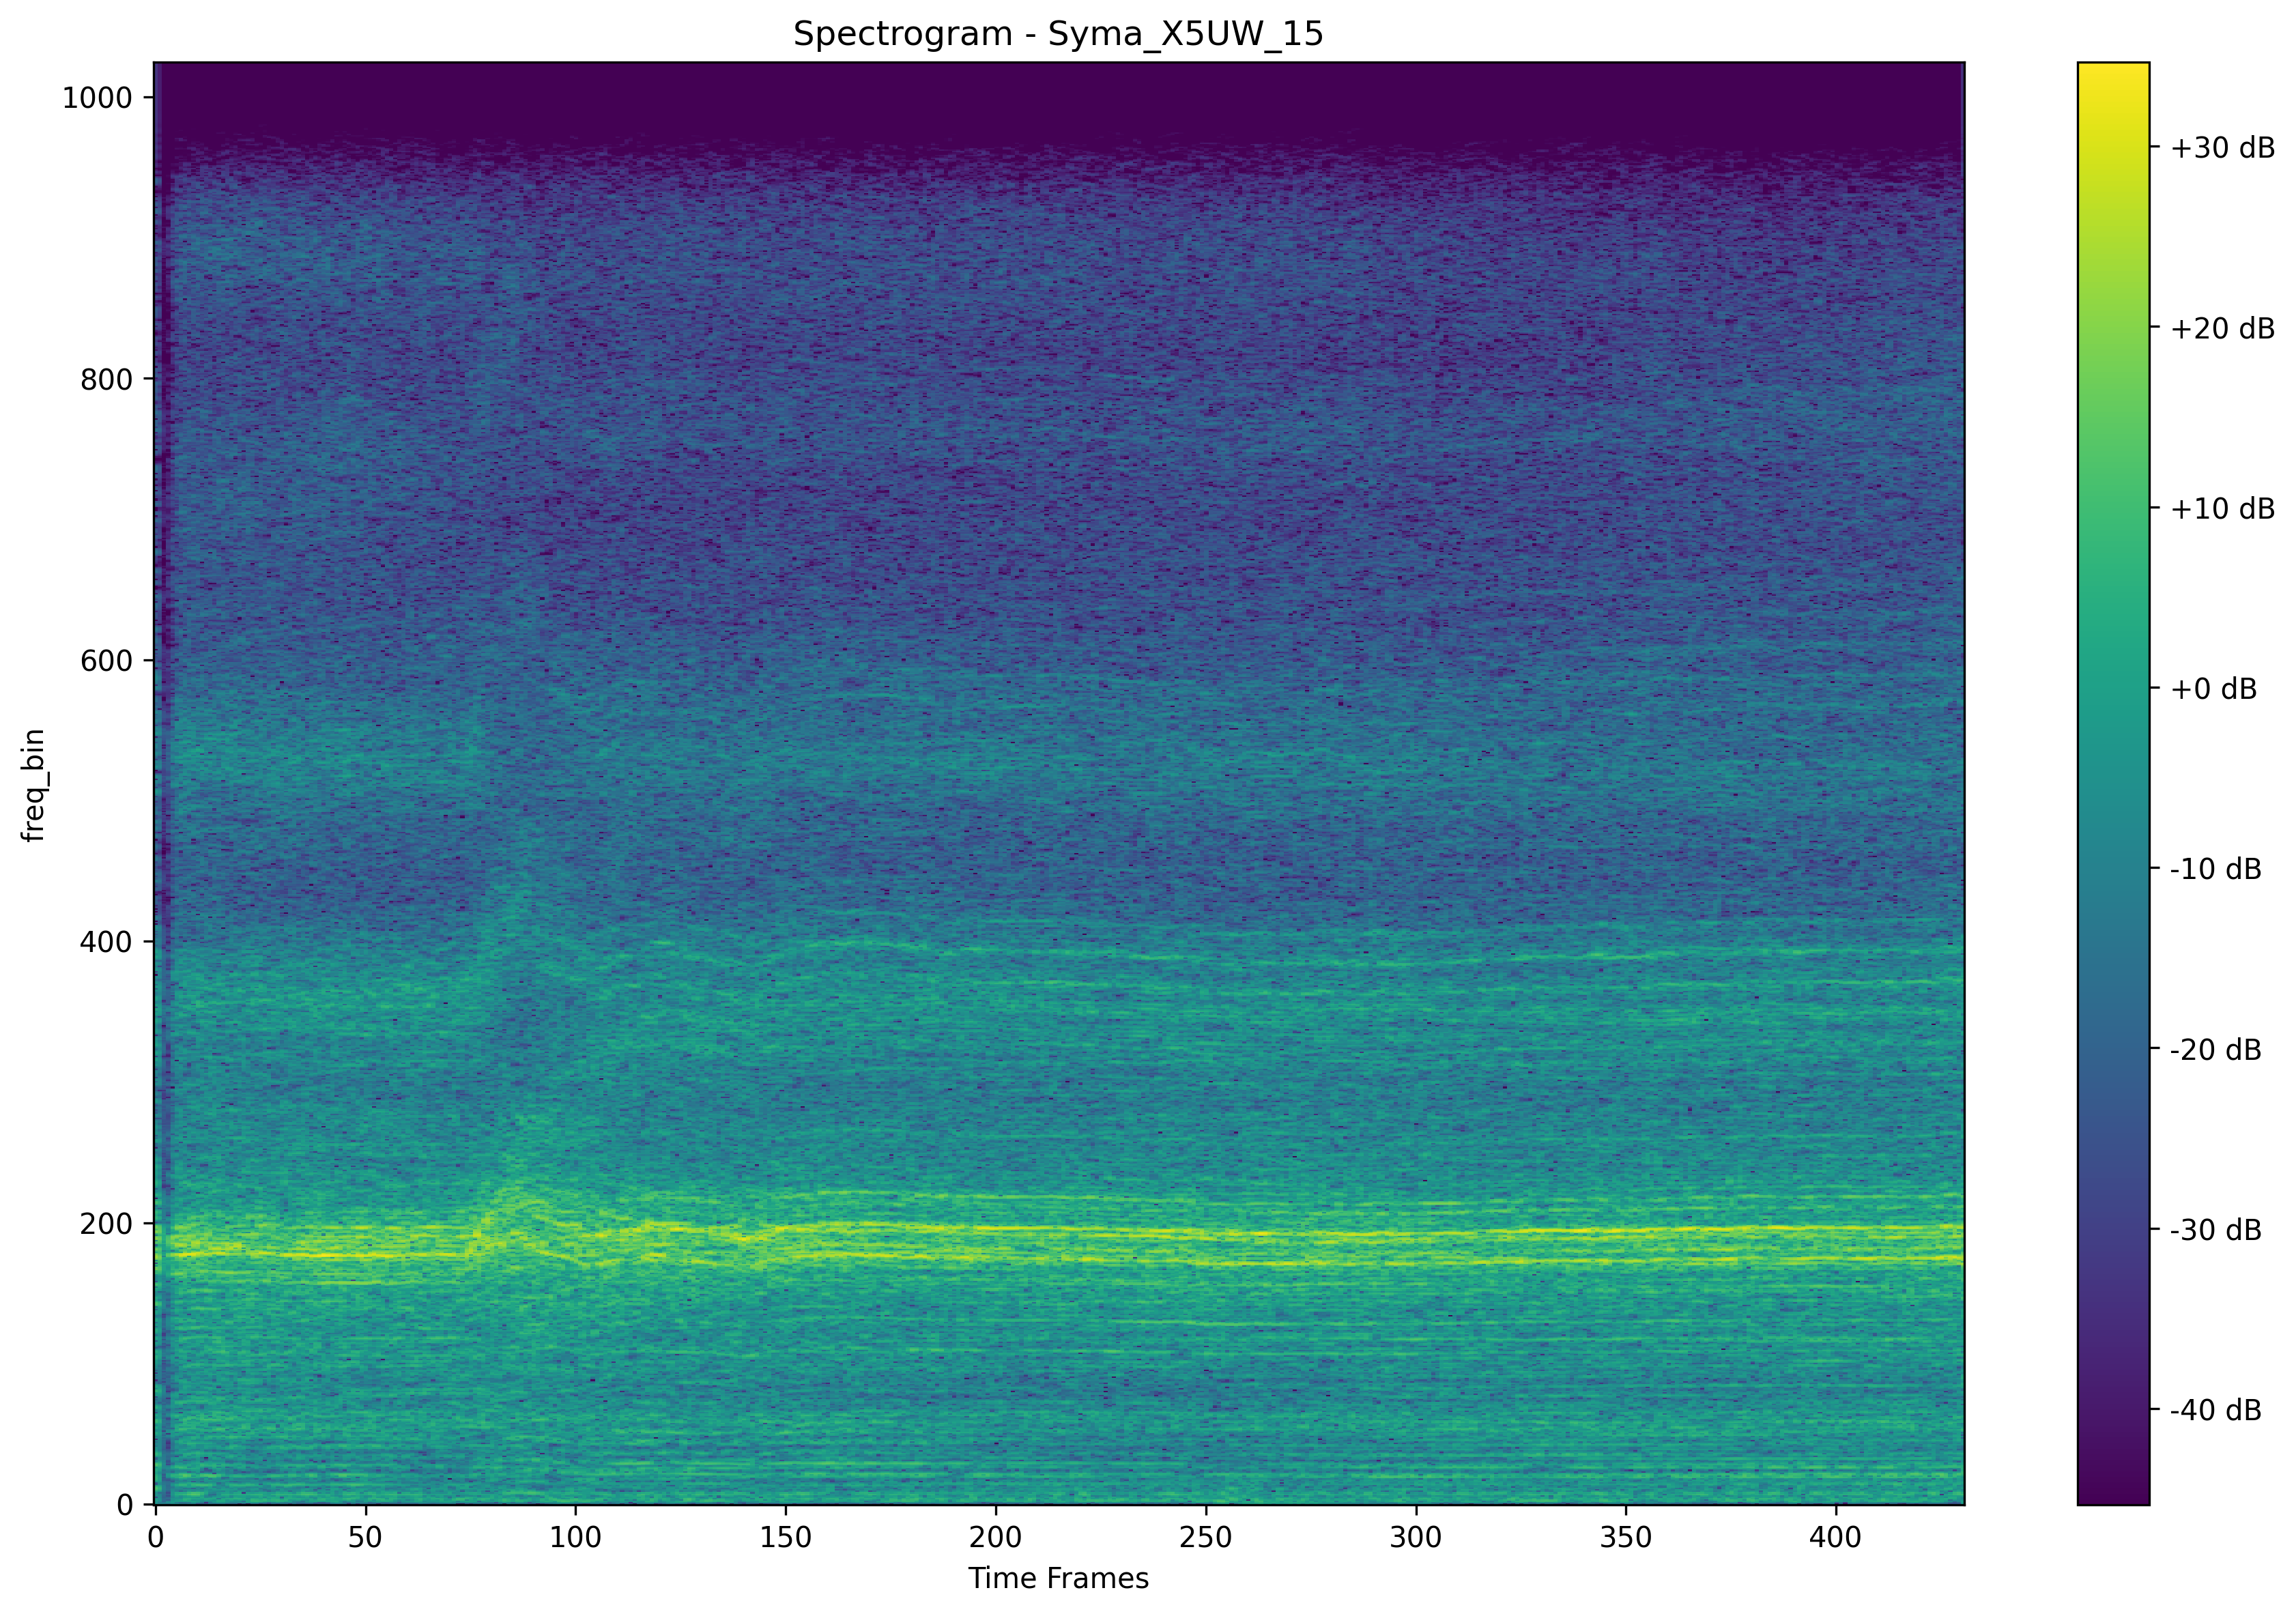 Spectrogram - Syma_X5UW_15
1000
800
600
400
200
0
freq_bin
0 50 100 150 200 250 300 350 400
Time Frames
+30 dB
+20 dB
+10 dB
+0 dB
-10 dB
-20 dB
-30 dB
-40 dB